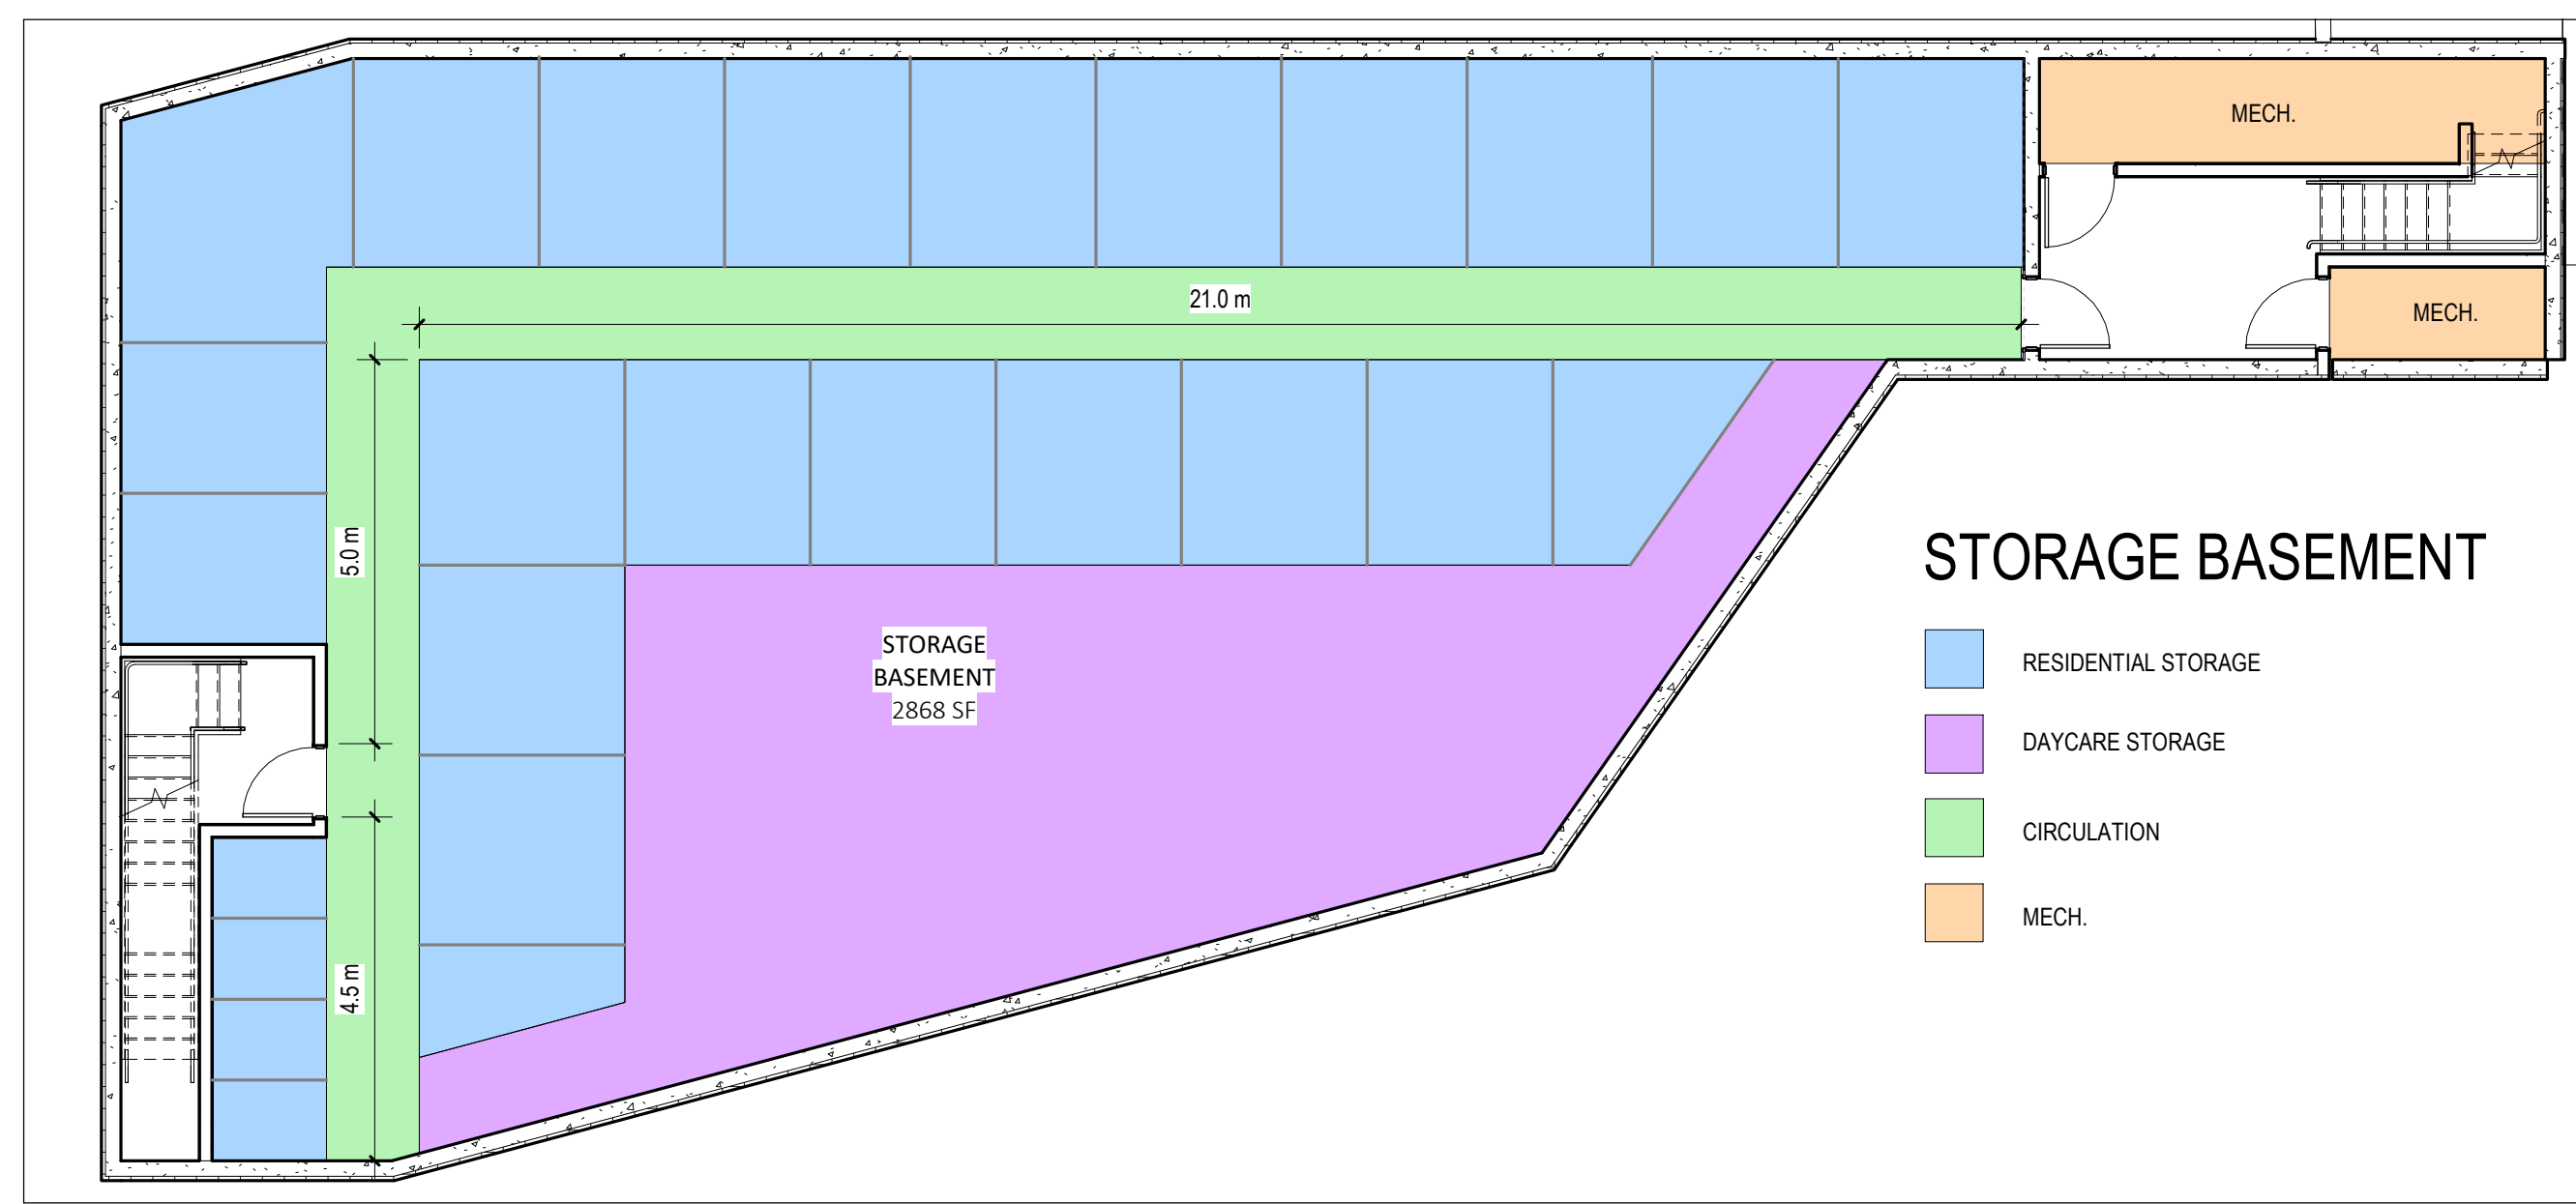 MECH.
21.0 m
MECH.
5.0 m
STORAGE BASEMENT
STORAGE
BASEMENT
2868 SF
RESIDENTIAL STORAGE
DAYCARE STORAGE
CIRCULATION
MECH.
4.5 m